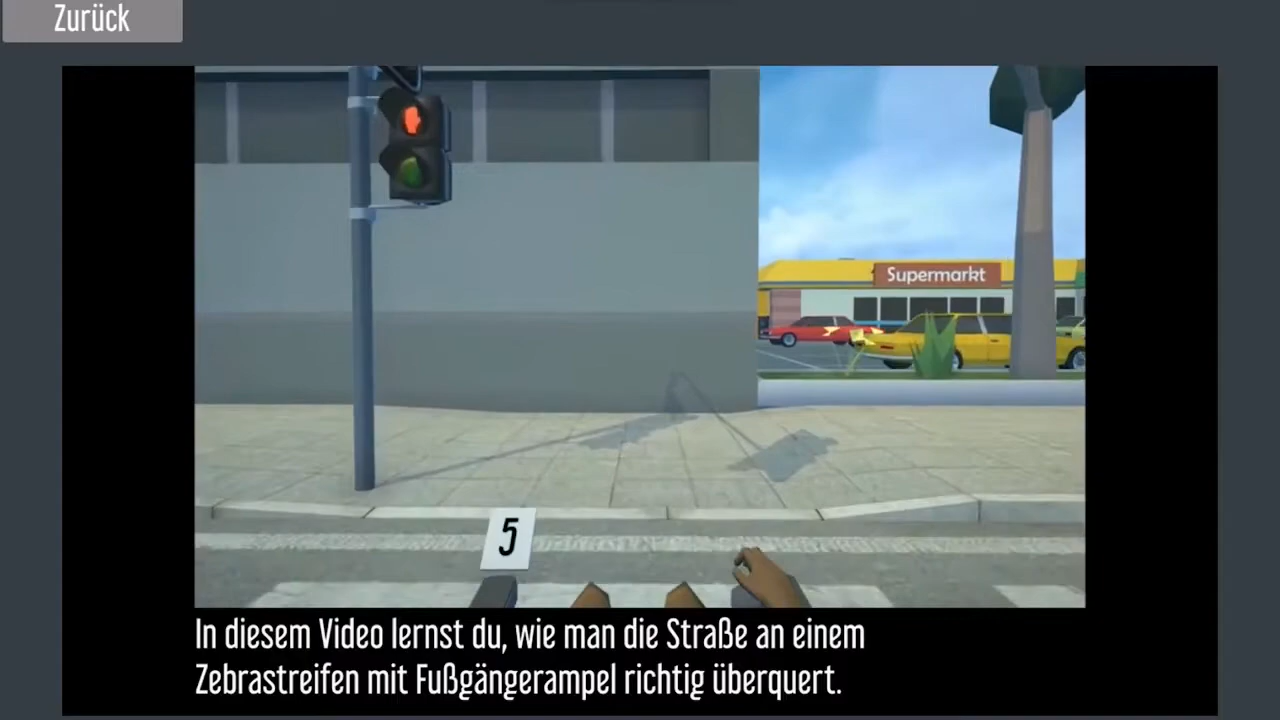 Zurück
Supermarkt
5
In diesem Video lernst du, wie man die Straße an einem
Zebrastreifen mit Fußgängerampel richtig überquert.